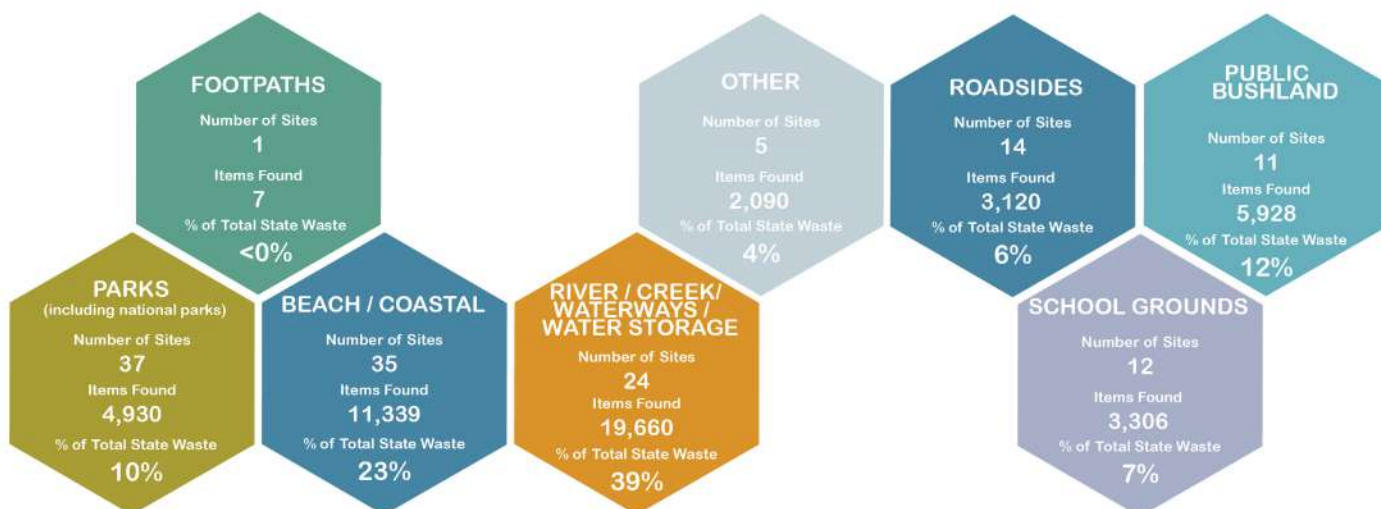 FOOTPATHS
Number of Sites
1
Items Found
7
% of Total State Waste
<0%
OTHER
Number of Sites
5
Items Found
2,090
% of Total State Waste
4%
ROADSIDES
Number of Sites
14
Items Found
3,120
% of Total State Waste
6%
PUBLIC
BUSHLAND
Number of Sites
11
Items Found
5,928
% of Total State Waste
12%
PARKS
(including national parks)
Number of Sites
37
Items Found
4,930
% of Total State Waste
10%
BEACH / COASTAL
Number of Sites
35
Items Found
11,339
% of Total State Waste
23%
RIVER / CREEK/
WATERWAYS /
WATER STORAGE
Number of Sites
24
Items Found
19,660
% of Total State Waste
39%
SCHOOL GROUNDS
Number of Sites
12
Items Found
3,306
% of Total State Waste
7%